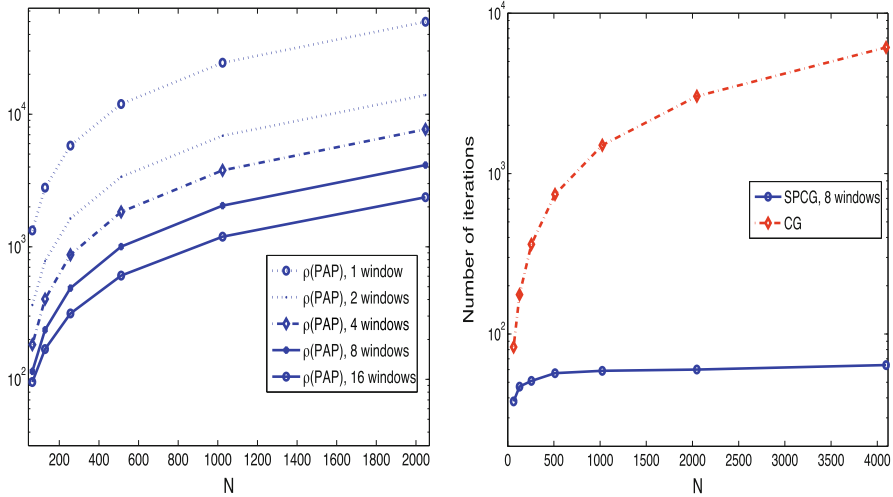 10^4
10^3
10^2
200 400 600 800 1000 1200 1400 1600 1800 2000
N
ρ(PAP), 1 window
ρ(PAP), 2 windows
ρ(PAP), 4 windows
ρ(PAP), 8 windows
ρ(PAP), 16 windows
Number of iterations
10^4
10^3
10^2
0 500 1000 1500 2000 2500 3000 3500 4000
N
SPCG, 8 windows
CG